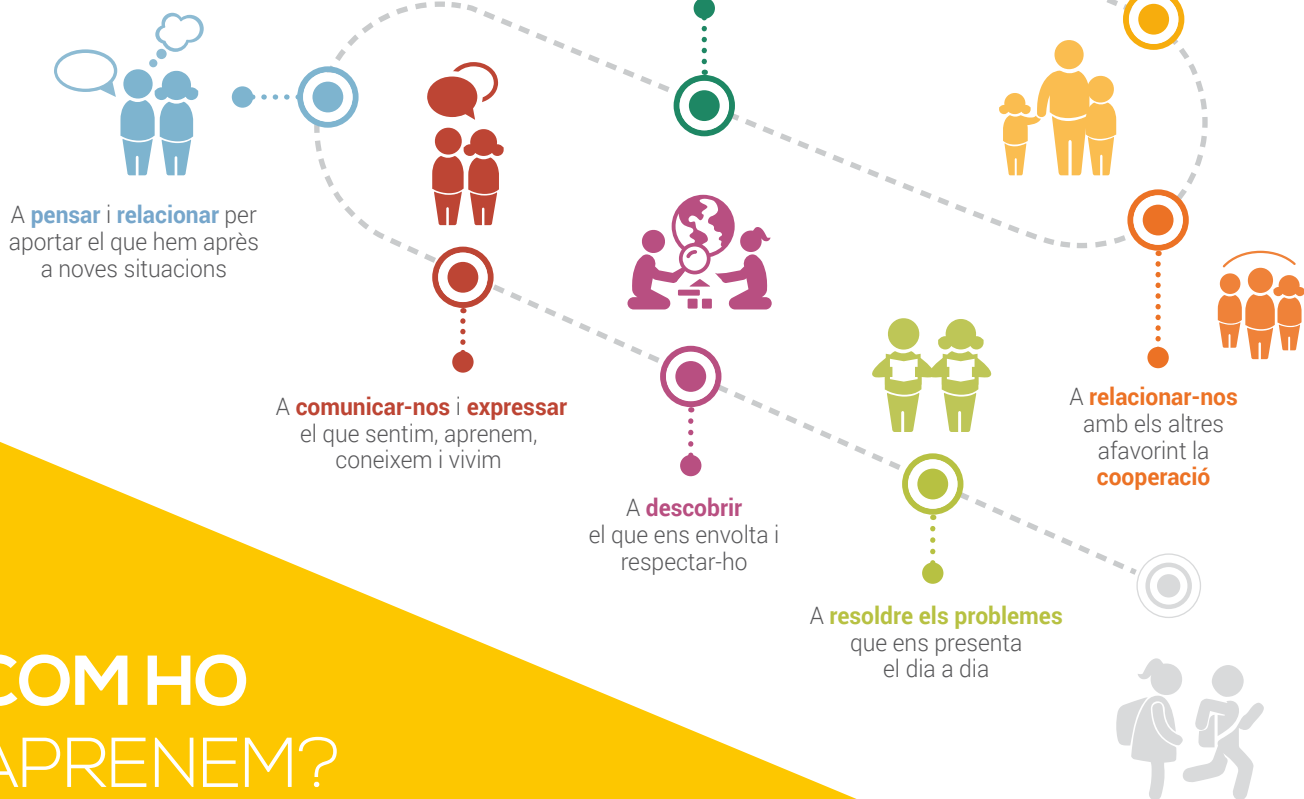 A pensar i relacionar per
aportar el que hem après
a noves situacions
A comunicar-nos i expressar
el que sentim, aprenem,
coneixem i vivim
A descobrir
el que ens envolta i
respectar-ho
A relacionar-nos
amb els altres
afavorint la
cooperació
A resoldre els problemes
que ens presenta
el dia a dia
COM HO
APRENEM?